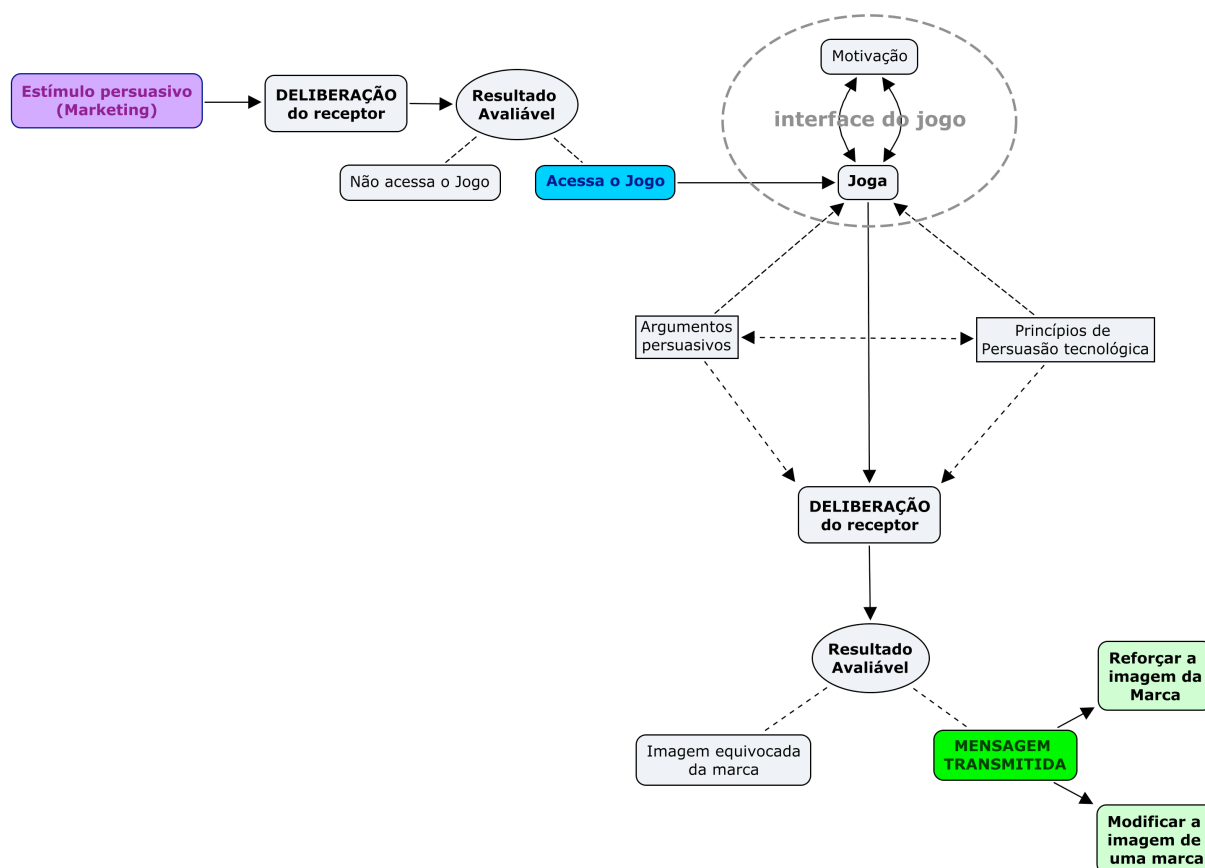 Estímulo persuasivo
(Marketing)
DELIBERAÇÃO
do receptor
Resultado
Avaliável
Não acessa o Jogo
Acessa o Jogo
Motivação
interface do jogo
Joga
Argumentos
persuasivos
Princípios de
Persuasão tecnológica
DELIBERAÇÃO
do receptor
Resultado
Avaliável
Imagem equivocada
da marca
MENSAGEM
TRANSMITIDA
Reforçar a
imagem da
Marca
Modificar a
imagem de
uma marca